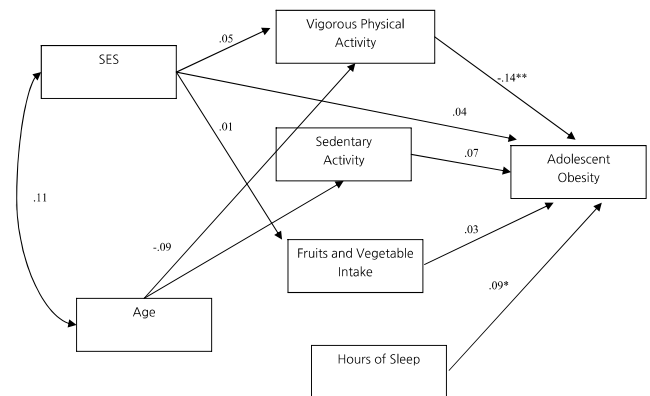 Vigorous Physical
Activity
.05
SES
-.14**
.04
.01
Sedentary
Activity
.07
Adolescent
Obesity
.11
-.09
Fruits and Vegetable
Intake
.03
.09*
Age
Hours of Sleep